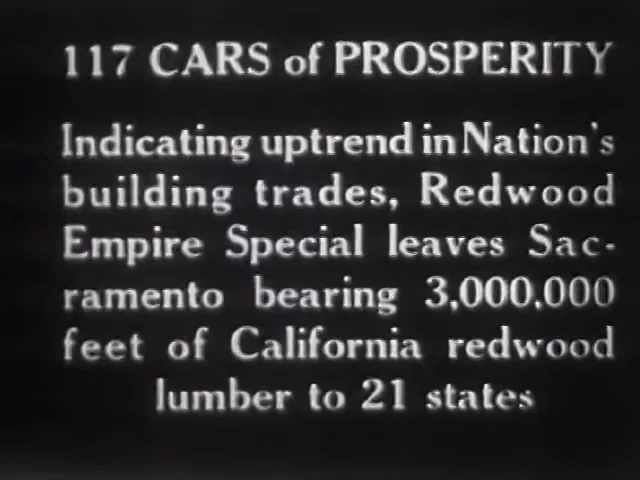 117 CARS of PROSPERITY
Indicating uptrend in Nation's
building trades, Redwood
Empire Special leaves Sac-
ramento bearing 3,000,000
feet of California redwood
lumber to 21 states